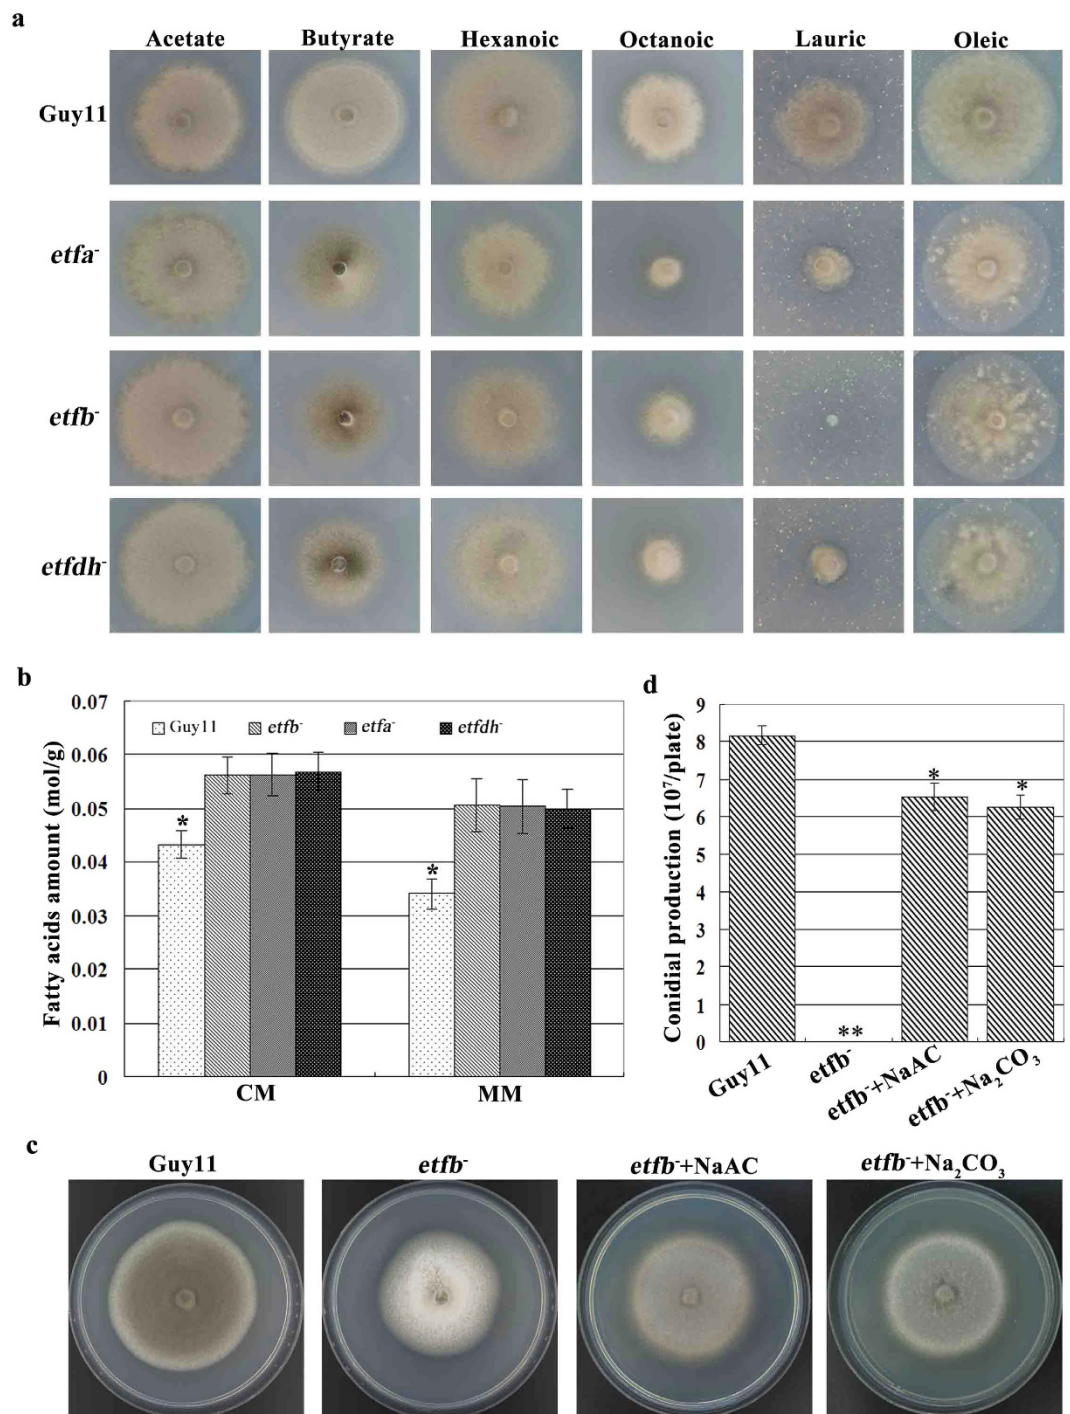 a
Acetate Butyrate Hexanoic Octanoic Lauric Oleic
Guy11
etfa⁻
etfb⁻
etfdh⁻
b
Fatty acids amount (mol/g)
0.07
0.06
0.05
0.04
0.03
0.02
0.01
0
Guy11 etfb⁻ etfa⁻ etfdh⁻
*
*
CM MM
d
Conidial production (10⁷/plate)
9
8
7
6
5
4
3
2
1
0
**
*
*
Guy11
etfb⁻
etfb⁻+NaAC
etfb⁻+Na₂CO₃
c
Guy11 etfb⁻ etfb⁻+NaAC etfb⁻+Na₂CO₃